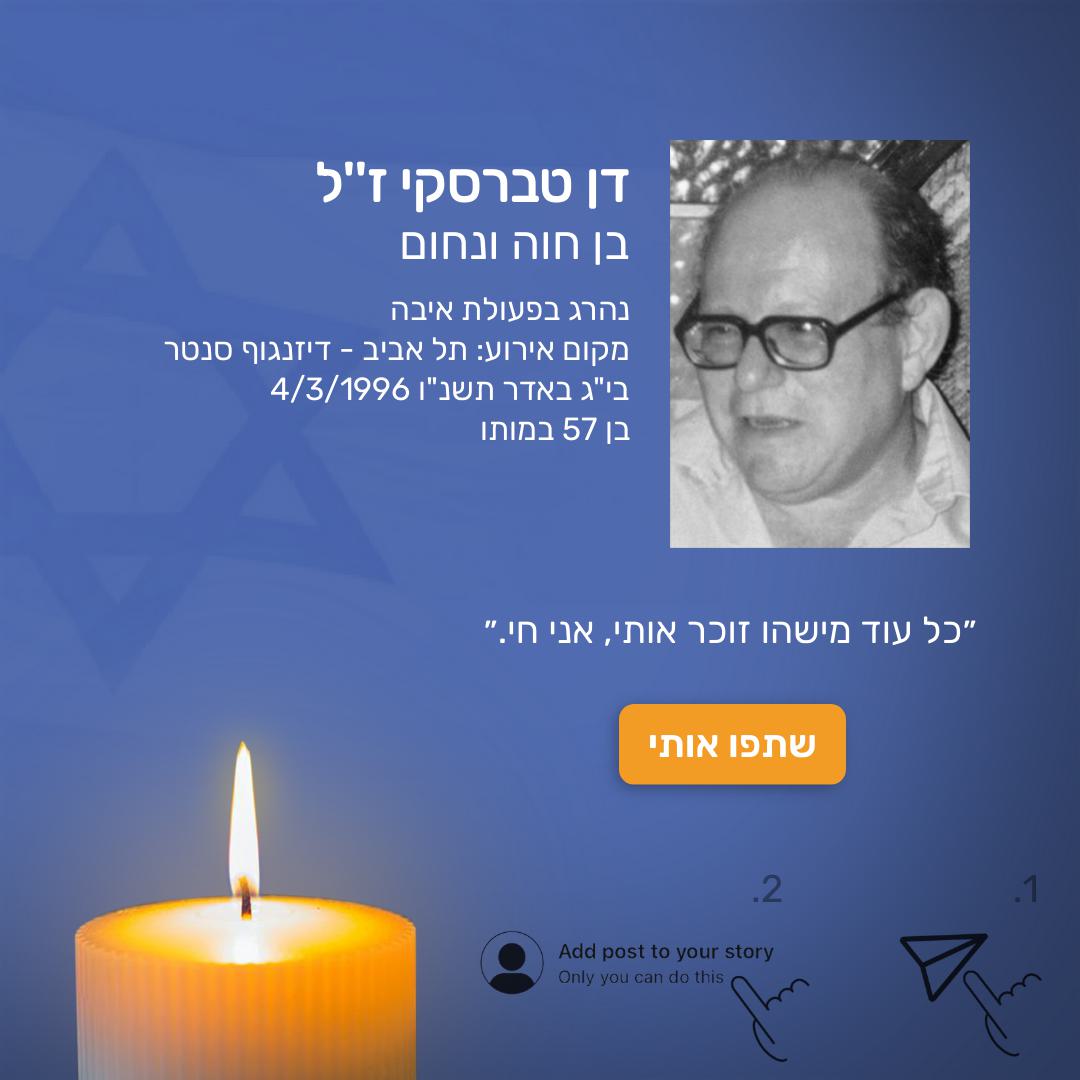 דן טברסקי ז"ל
בן חוה ונחום
נהרג בפעולת איבה
מקום אירוע: תל אביב - דיזנגוף סנטר
בי"ג באדר תשנ"ו 4/3/1996
בן 57 במותו
״כל עוד מישהו זוכר אותי, אני חי.״
שתפו אותי
1.
2.
Add post to your story
Only you can do this